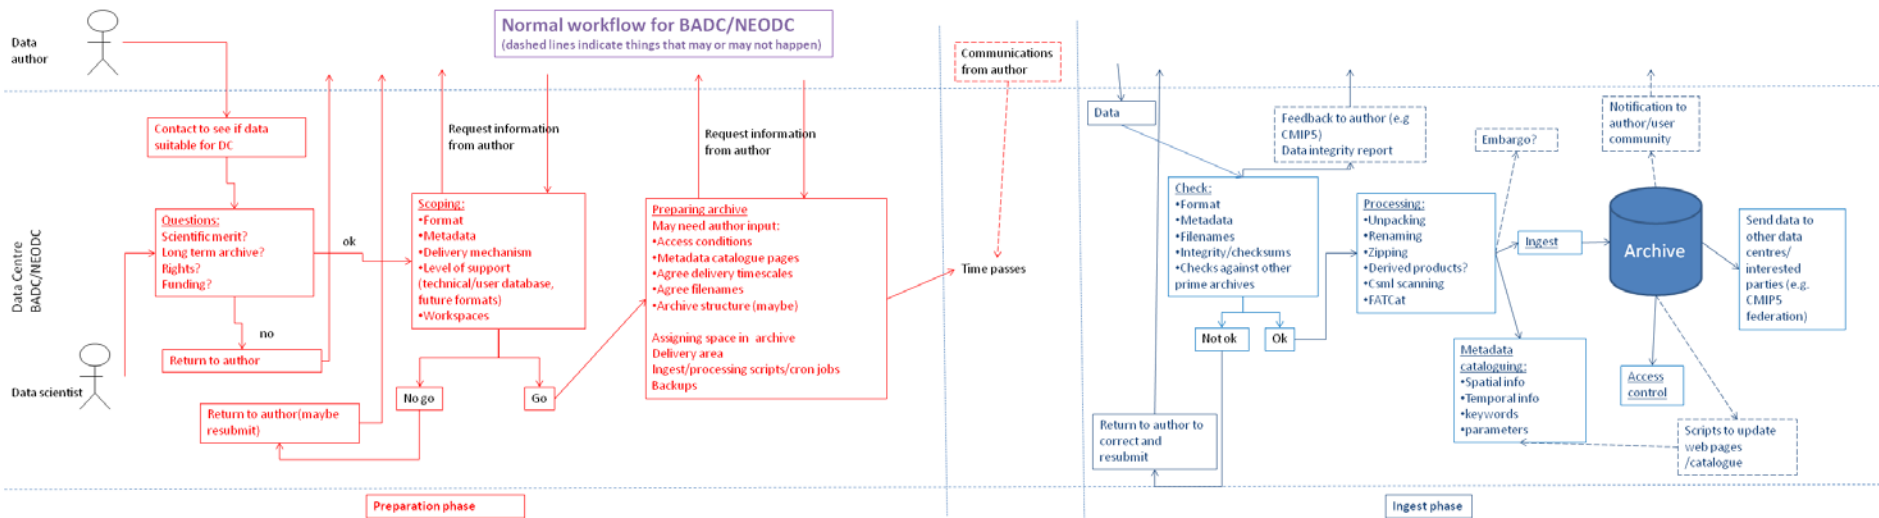 Normal workflow for BADC/NEODC
(dashed lines indicate things that may or may not happen)
Data
author
Communications
from author
Contact to see if data
suitable for DC
Request information
from author
Request information
from author
Data
Feedback to author (e.g
CMIP5)
Data integrity report
Embargo?
Notification to
author/user
community
Data Centre
BADC/NEODC
Questions:
Scientific merit?
Long term archive?
Rights?
Funding?
ok
no
Return to author
Data scientist
Scoping:
•Format
•Metadata
•Delivery mechanism
•Level of support
(technical/user database,
future formats)
•Workspaces
No go
Go
Return to author(maybe
resubmit)
Preparing archive
May need author input:
•Access conditions
•Metadata catalogue pages
•Agree delivery timescales
•Agree filenames
•Archive structure (maybe)
Assigning space in archive
Delivery area
Ingest/processing scripts/cron jobs
Backups
Time passes
Check:
•Format
•Metadata
•Filenames
•Integrity/checksums
•Checks against other
prime archives
Not ok
Ok
Return to author to
correct and
resubmit
Processing:
•Unpacking
•Renaming
•Zipping
•Derived products?
•Csml scanning
•FATCat
Ingest
Archive
Send data to
other data
centres/
interested
parties (e.g.
CMIP5
federation)
Metadata
cataloguing:
•Spatial info
•Temporal info
•keywords
•parameters
Access
control
Scripts to update
web pages
/catalogue
Preparation phase
Ingest phase